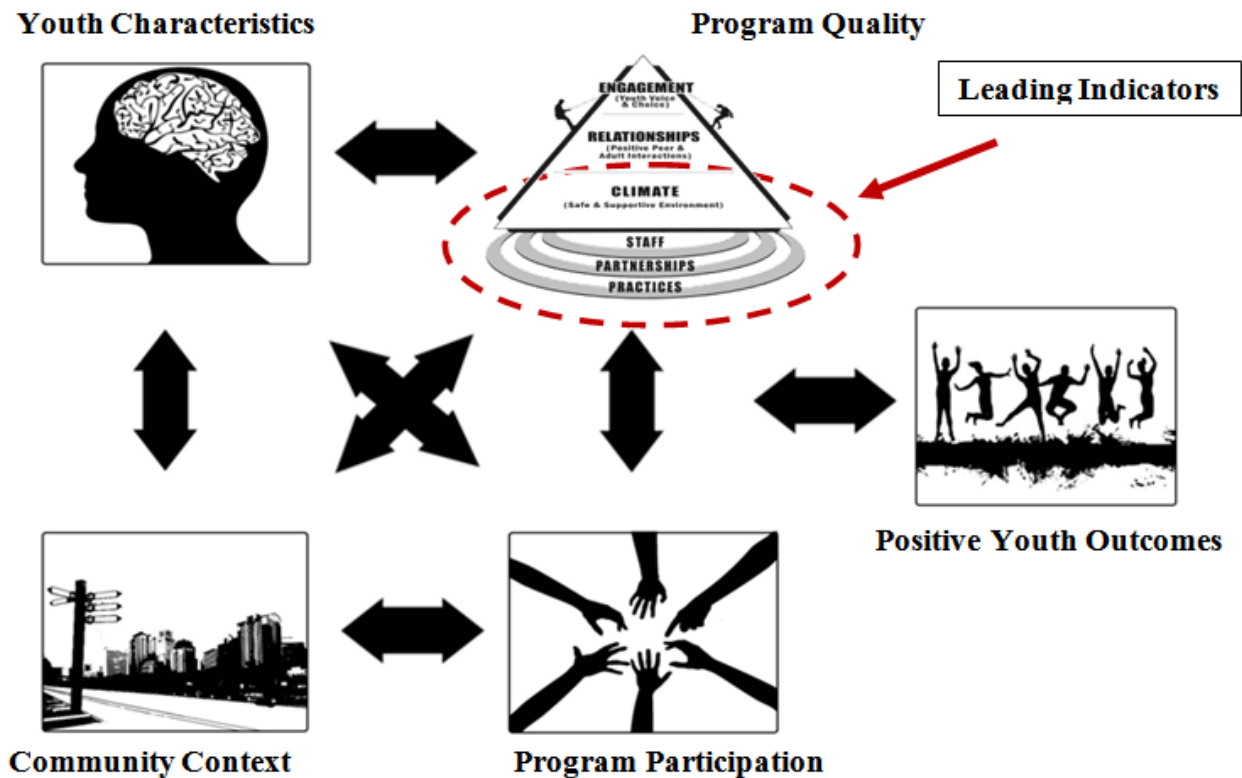 Youth Characteristics
Program Quality
ENGAGEMENT
(Youth Voice
& Choice)
RELATIONSHIPS
(Positive Peer &
Adult Interactions)
CLIMATE
(Safe & Supportive Environment)
STAFF
PARTNERSHIPS
PRACTICES
Leading Indicators
Positive Youth Outcomes
Community Context
Program Participation